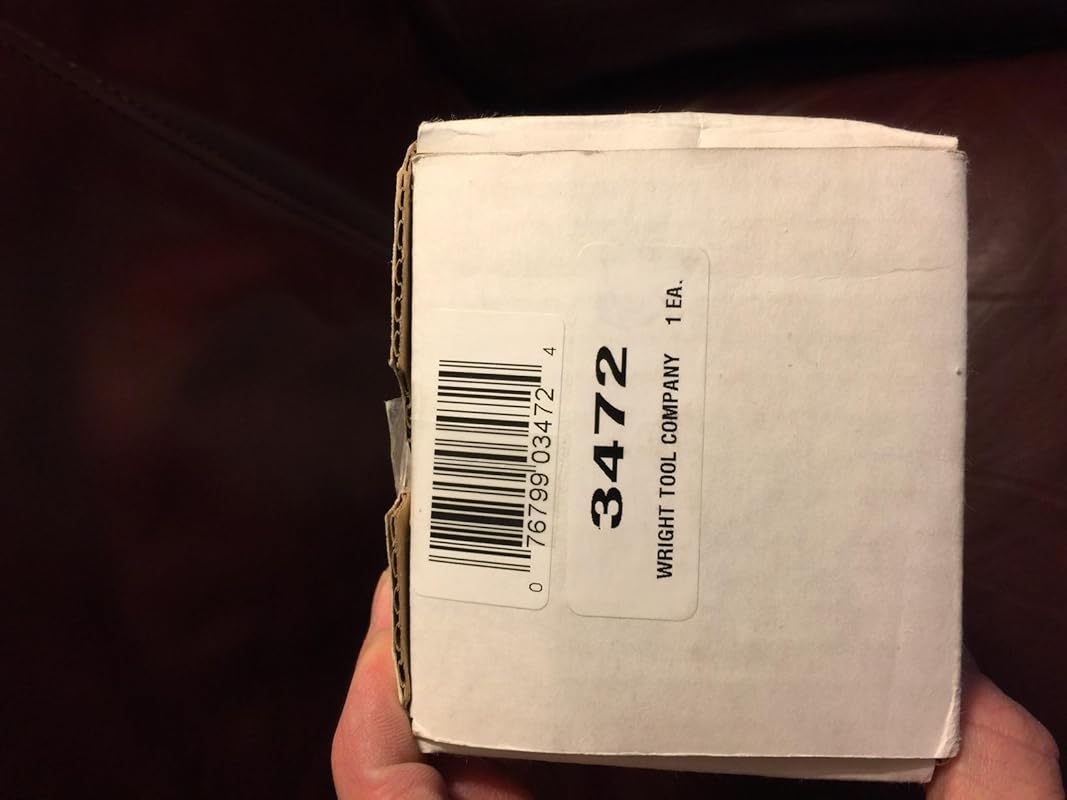 0 76799 03472 4
3472
WRIGHT TOOL COMPANY 1 EA.